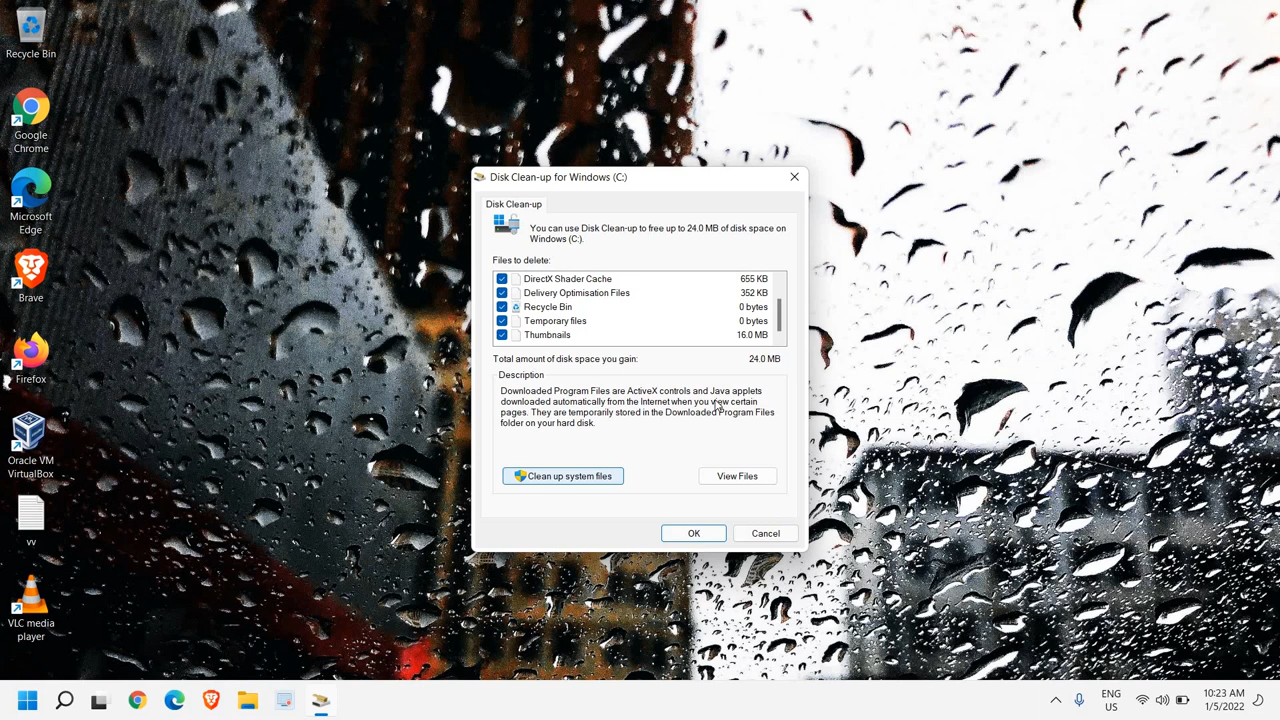 Recycle Bin
Google
Chrome
Microsoft
Edge
Brave
Firefox
Oracle VM
VirtualBox
vv
VLC media
player
Disk Clean-up for Windows (C:)
Disk Clean-up
You can use Disk Clean-up to free up to 24.0 MB of disk space on
Windows (C:).
Files to delete:
DirectX Shader Cache 655 KB
Delivery Optimisation Files 352 KB
Recycle Bin 0 bytes
Temporary files 0 bytes
Thumbnails 16.0 MB
Total amount of disk space you gain: 24.0 MB
Description
Downloaded Program Files are ActiveX controls and Java applets
downloaded automatically from the Internet when you view certain
pages. They are temporarily stored in the Downloaded Program Files
folder on your hard disk.
Clean up system files
View Files
OK
Cancel
ENG
US
10:23 AM
1/5/2022